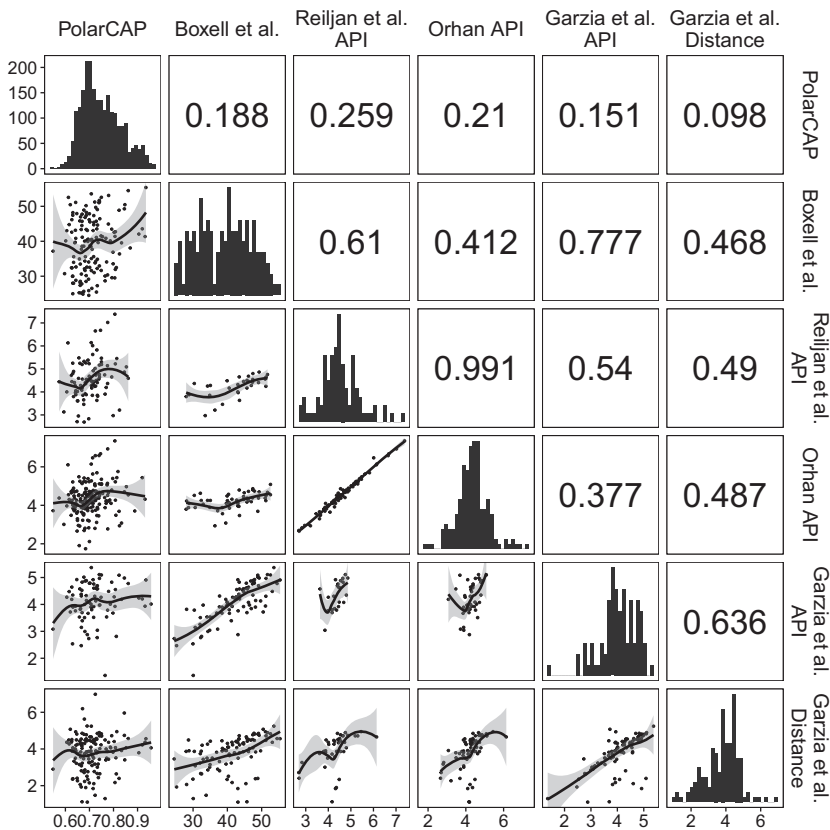 PolarCAP Boxell et al. Reiljan et al. API Orhan API Garzia et al. API Garzia et al. Distance
200
150
100
50
0
0.188 0.259 0.21 0.151 0.098
PolarCAP
50
40
30
0.61 0.412 0.777 0.468
Boxell et al.
7
6
5
4
3
0.991 0.54 0.49
Reiljan et al. API
6
4
2
0.377 0.487
Orhan API
5
4
3
2
0.636
Garzia et al. API
6
4
2
Garzia et al. Distance
0.60.70.80.9 30 40 50 3 4 5 6 7 2 4 6 2 3 4 5 2 4 6